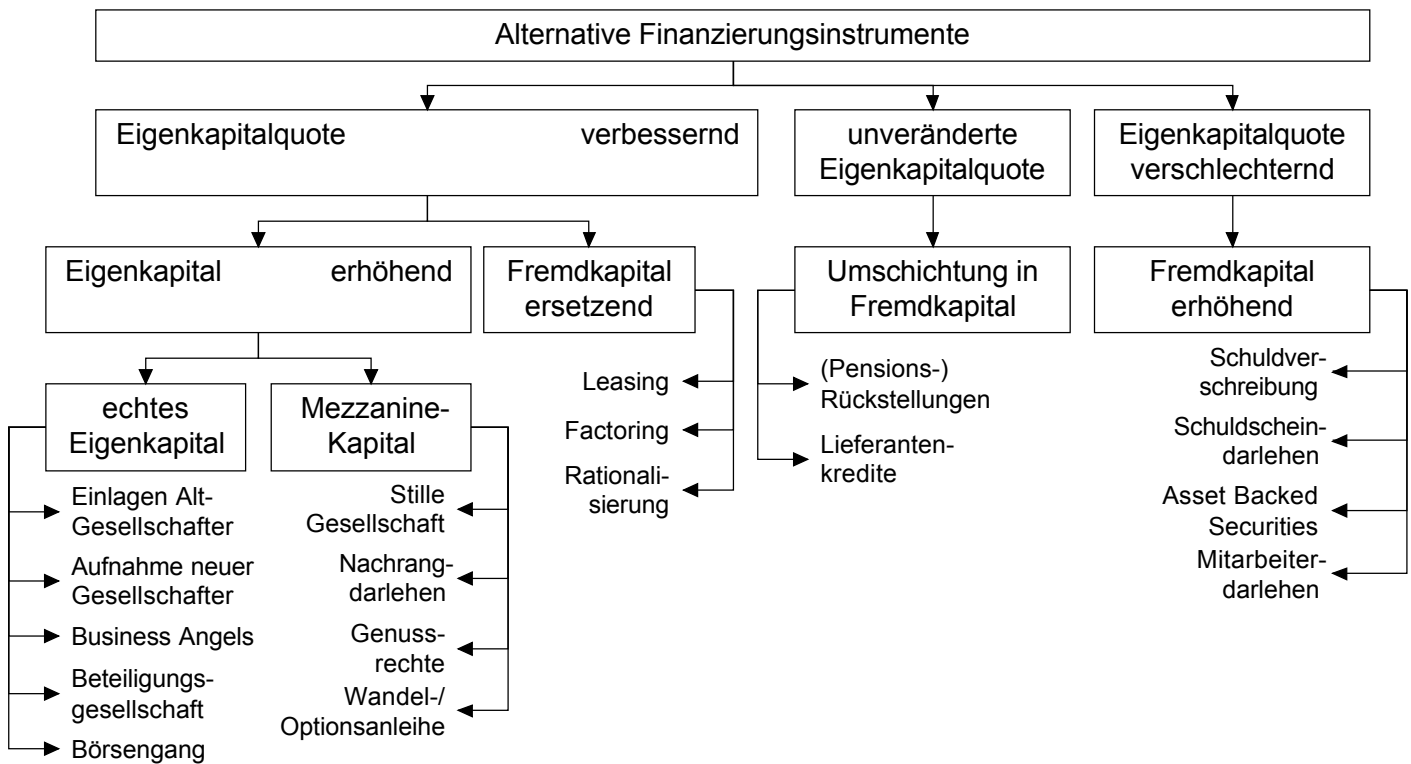 Alternative Finanzierungsinstrumente
Eigenkapitalquote verbessernd
unveränderte
Eigenkapitalquote
Eigenkapitalquote
verschlechternd
Eigenkapital erhöhend
Fremdkapital
ersetzend
Umschichtung in
Fremdkapital
Fremdkapital
erhöhend
echtes
Eigenkapital
Mezzanine-
Kapital
Einlagen Alt-
Gesellschafter
Aufnahme neuer
Gesellschafter
Business Angels
Beteiligungs-
gesellschaft
Börsengang
Stille
Gesellschaft
Nachrang-
darlehen
Genuss-
rechte
Wandel-/
Optionsanleihe
Leasing
Factoring
Rationali-
sierung
(Pensions-)
Rückstellungen
Lieferanten-
kredite
Schuldver-
schreibung
Schuldschein-
darlehen
Asset Backed
Securities
Mitarbeiter-
darlehen